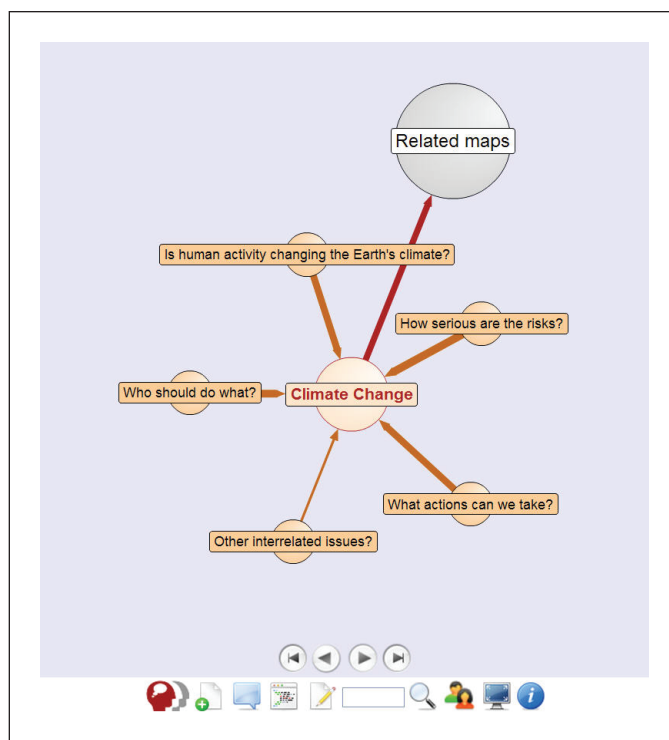 Related maps
Is human activity changing the Earth's climate?
How serious are the risks?
Who should do what?
Climate Change
What actions can we take?
Other interrelated issues?